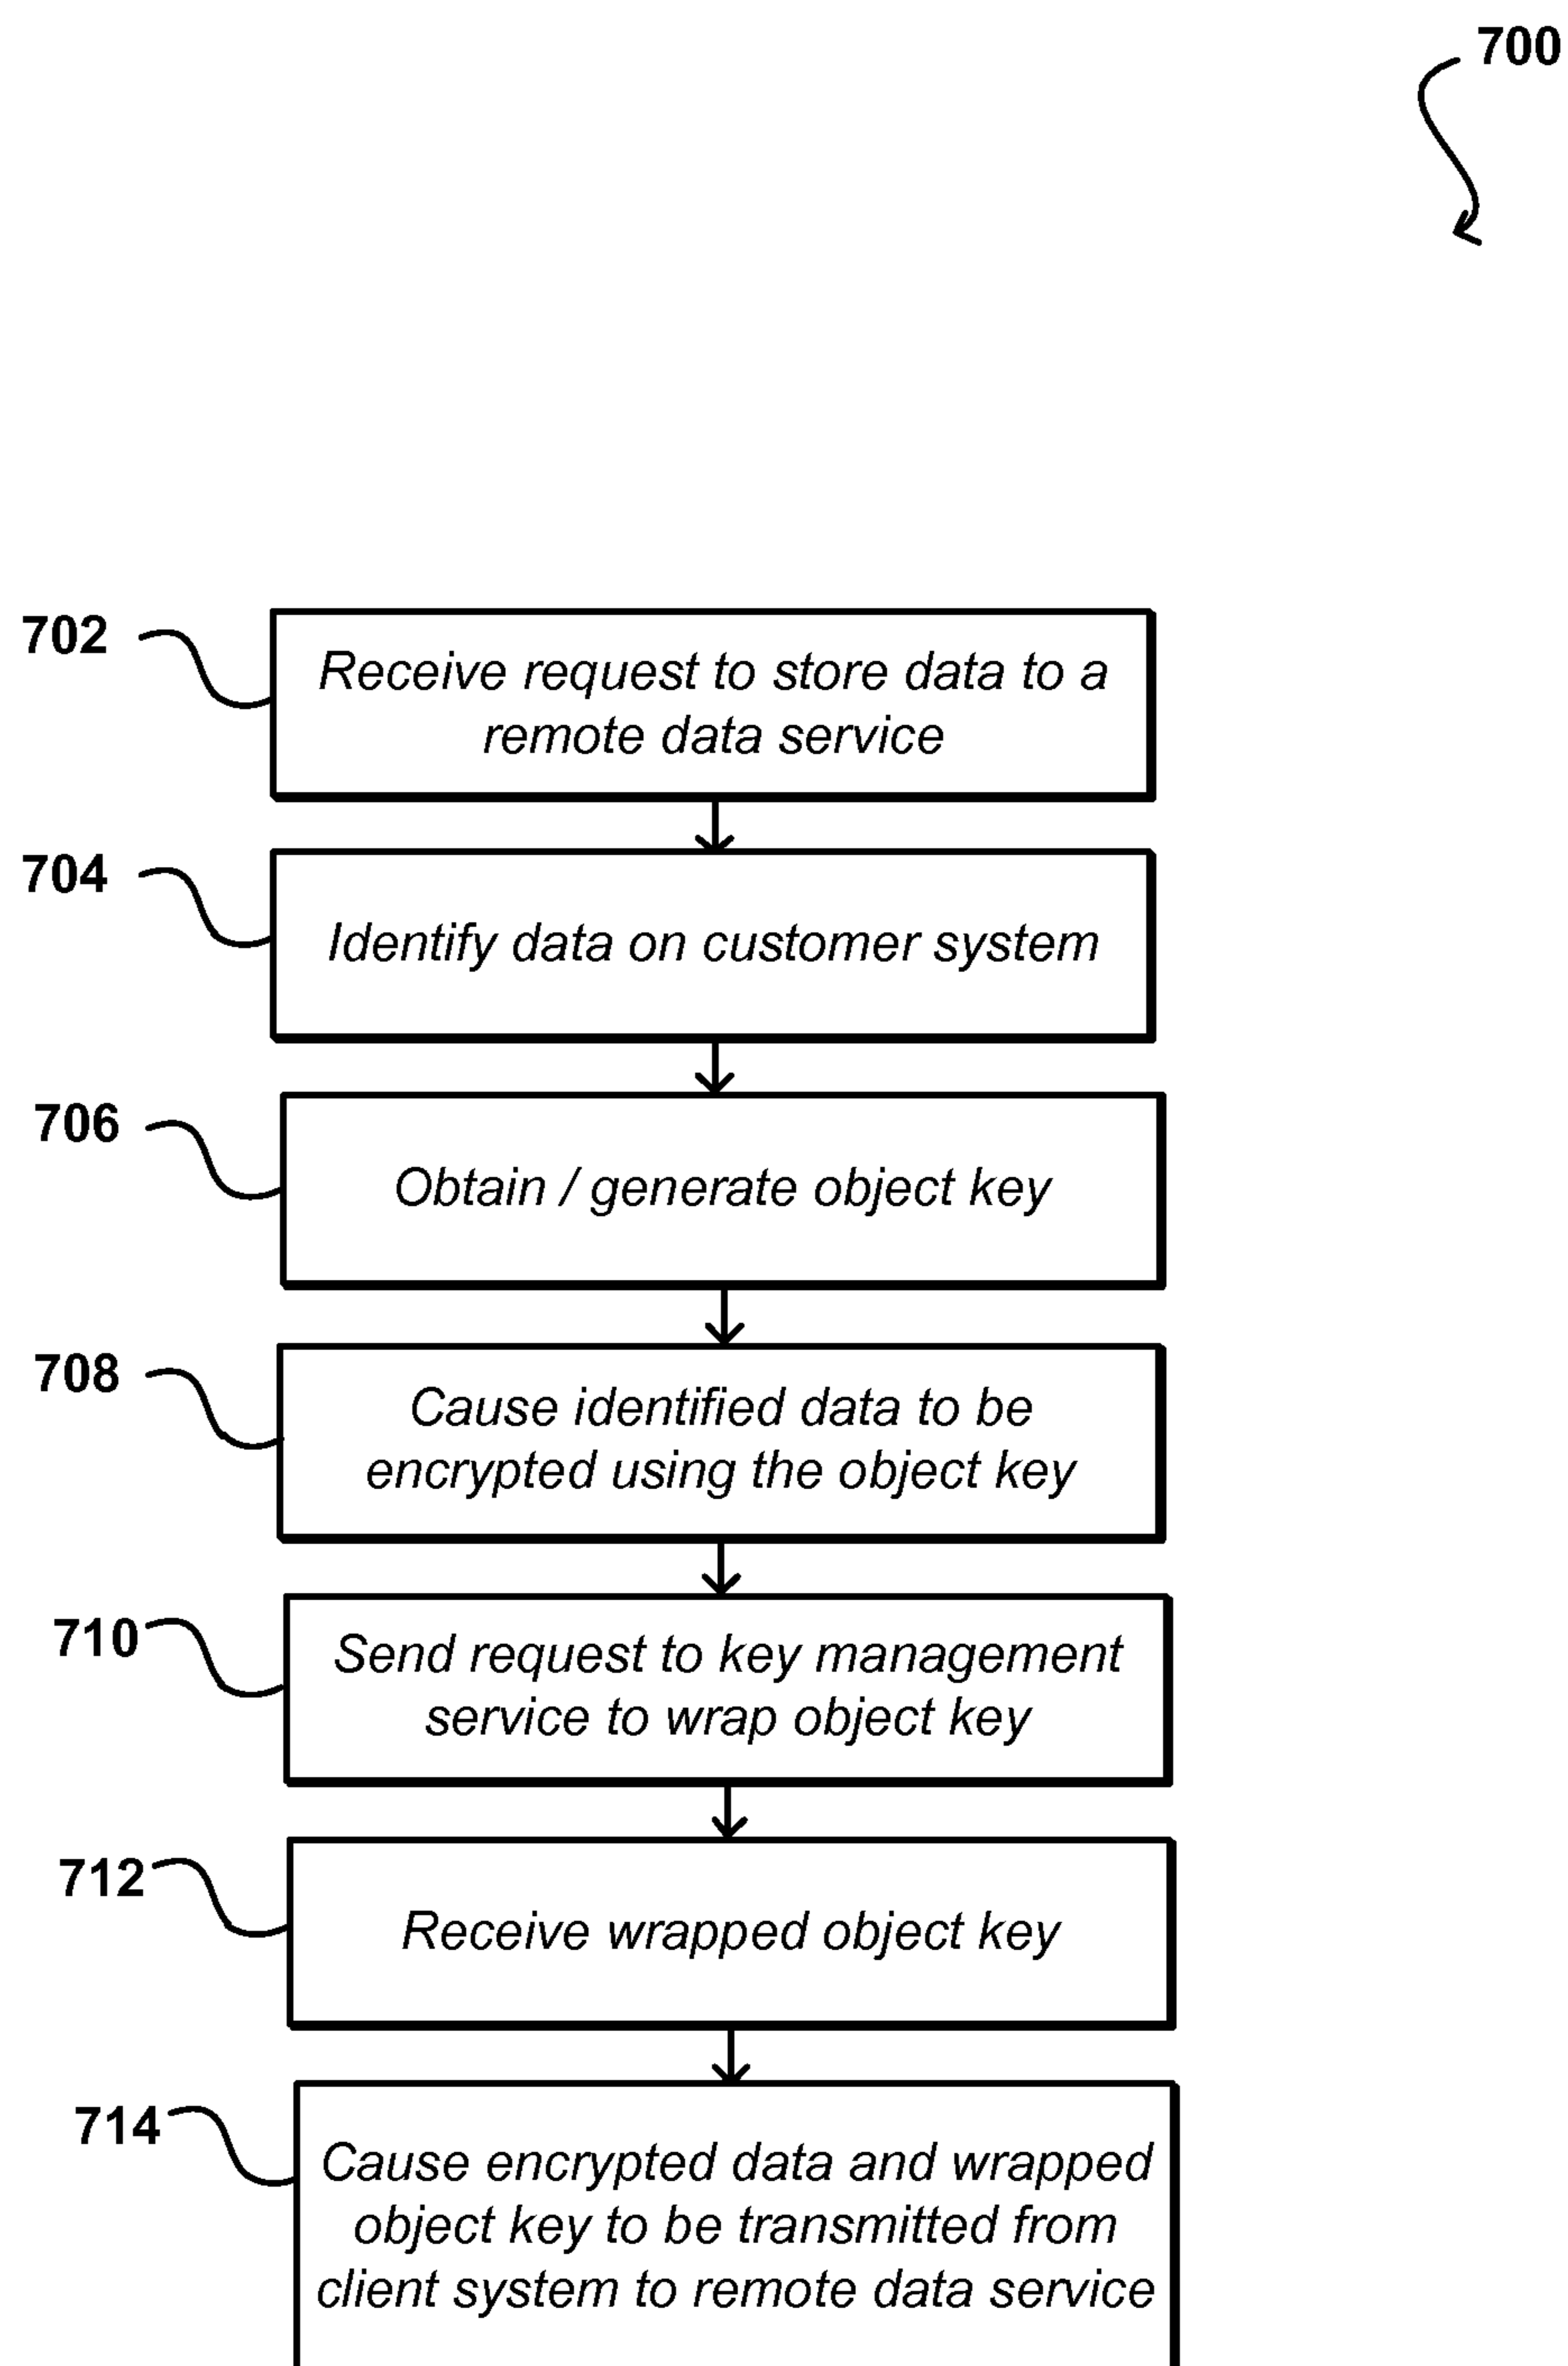 700
702
Receive request to store data to a
remote data service
704
Identify data on customer system
706
Obtain / generate object key
708
Cause identified data to be
encrypted using the object key
710
Send request to key management
service to wrap object key
712
Receive wrapped object key
714
Cause encrypted data and wrapped
object key to be transmitted from
client system to remote data service